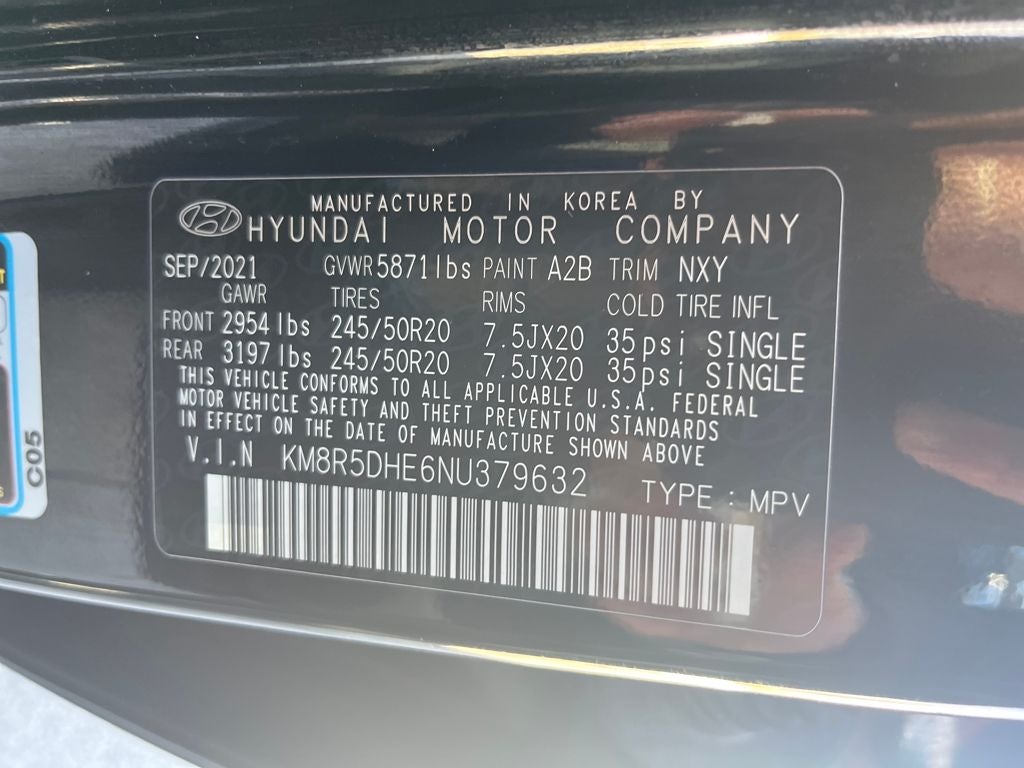 MANUFACTURED IN KOREA BY
HYUNDAI MOTOR COMPANY
SEP/2021 GVWR 5871 lbs PAINT A2B TRIM NXY
GAWR TIRES RIMS COLD TIRE INFL
FRONT 2954 lbs 245/50R20 7.5JX20 35psi SINGLE
REAR 3197 lbs 245/50R20 7.5JX20 35psi SINGLE
THIS VEHICLE CONFORMS TO ALL APPLICABLE U.S.A. FEDERAL
MOTOR VEHICLE SAFETY AND THEFT PREVENTION STANDARDS
IN EFFECT ON THE DATE OF MANUFACTURE SHOWN ABOVE
V.I.N KM8R5DHE6NU379632 TYPE : MPV
C05